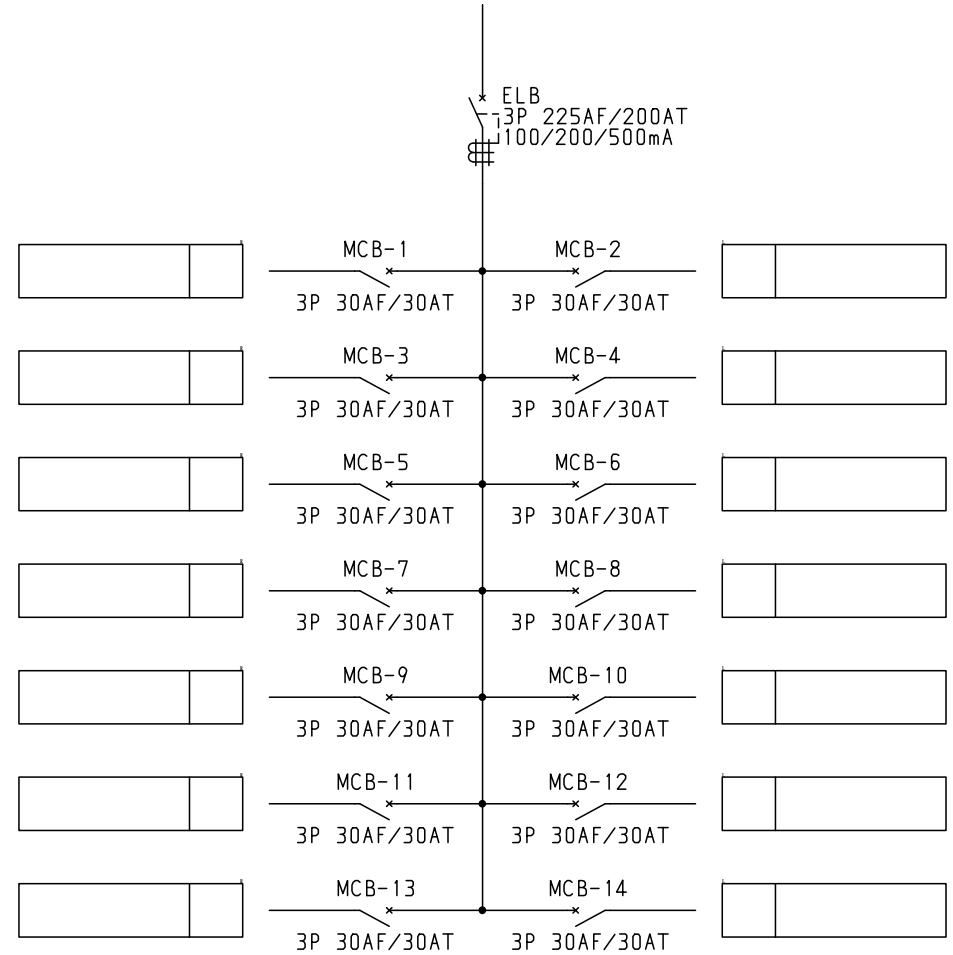 ELB
3P 225AF/200AT
100/200/500mA
MCB-1 MCB-2
3P 30AF/30AT 3P 30AF/30AT
MCB-3 MCB-4
3P 30AF/30AT 3P 30AF/30AT
MCB-5 MCB-6
3P 30AF/30AT 3P 30AF/30AT
MCB-7 MCB-8
3P 30AF/30AT 3P 30AF/30AT
MCB-9 MCB-10
3P 30AF/30AT 3P 30AF/30AT
MCB-11 MCB-12
3P 30AF/30AT 3P 30AF/30AT
MCB-13 MCB-14
3P 30AF/30AT 3P 30AF/30AT